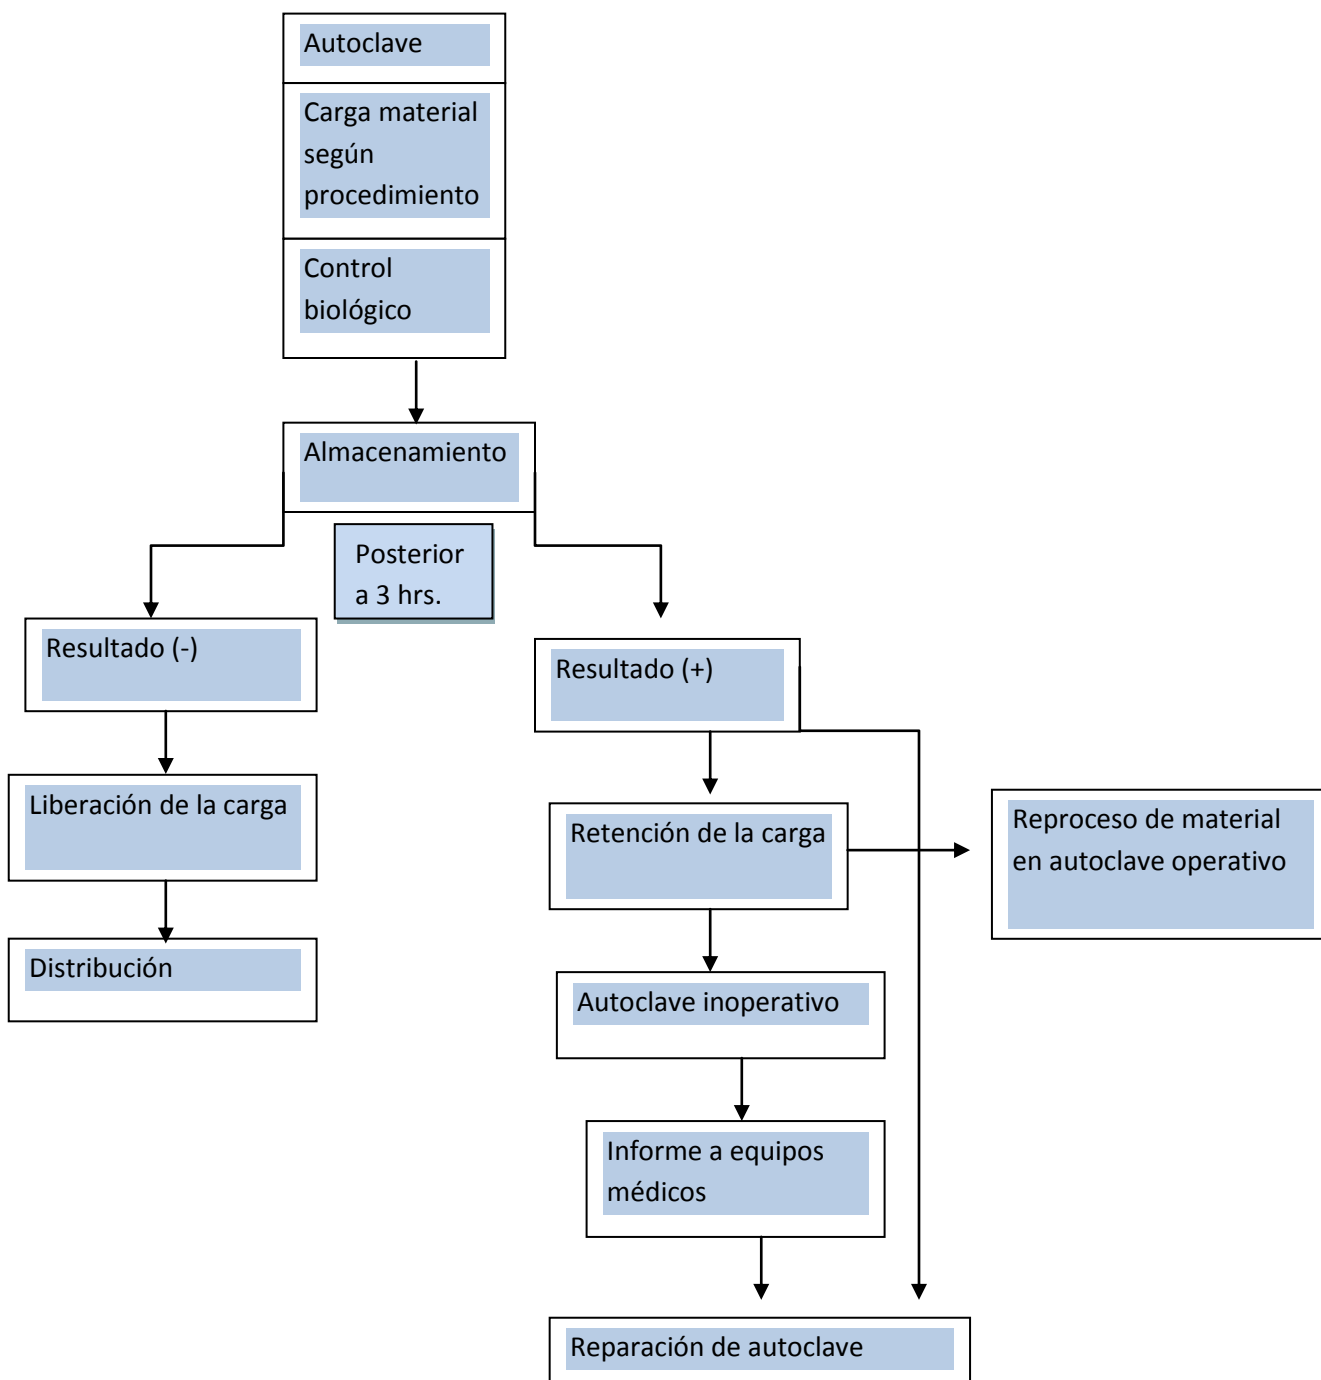 Autoclave
Carga material
según
procedimiento
Control
biológico
Almacenamiento
Posterior
a 3 hrs.
Resultado (-)
Resultado (+)
Liberación de la carga
Retención de la carga
Reproceso de material
en autoclave operativo
Distribución
Autoclave inoperativo
Informe a equipos
médicos
Reparación de autoclave